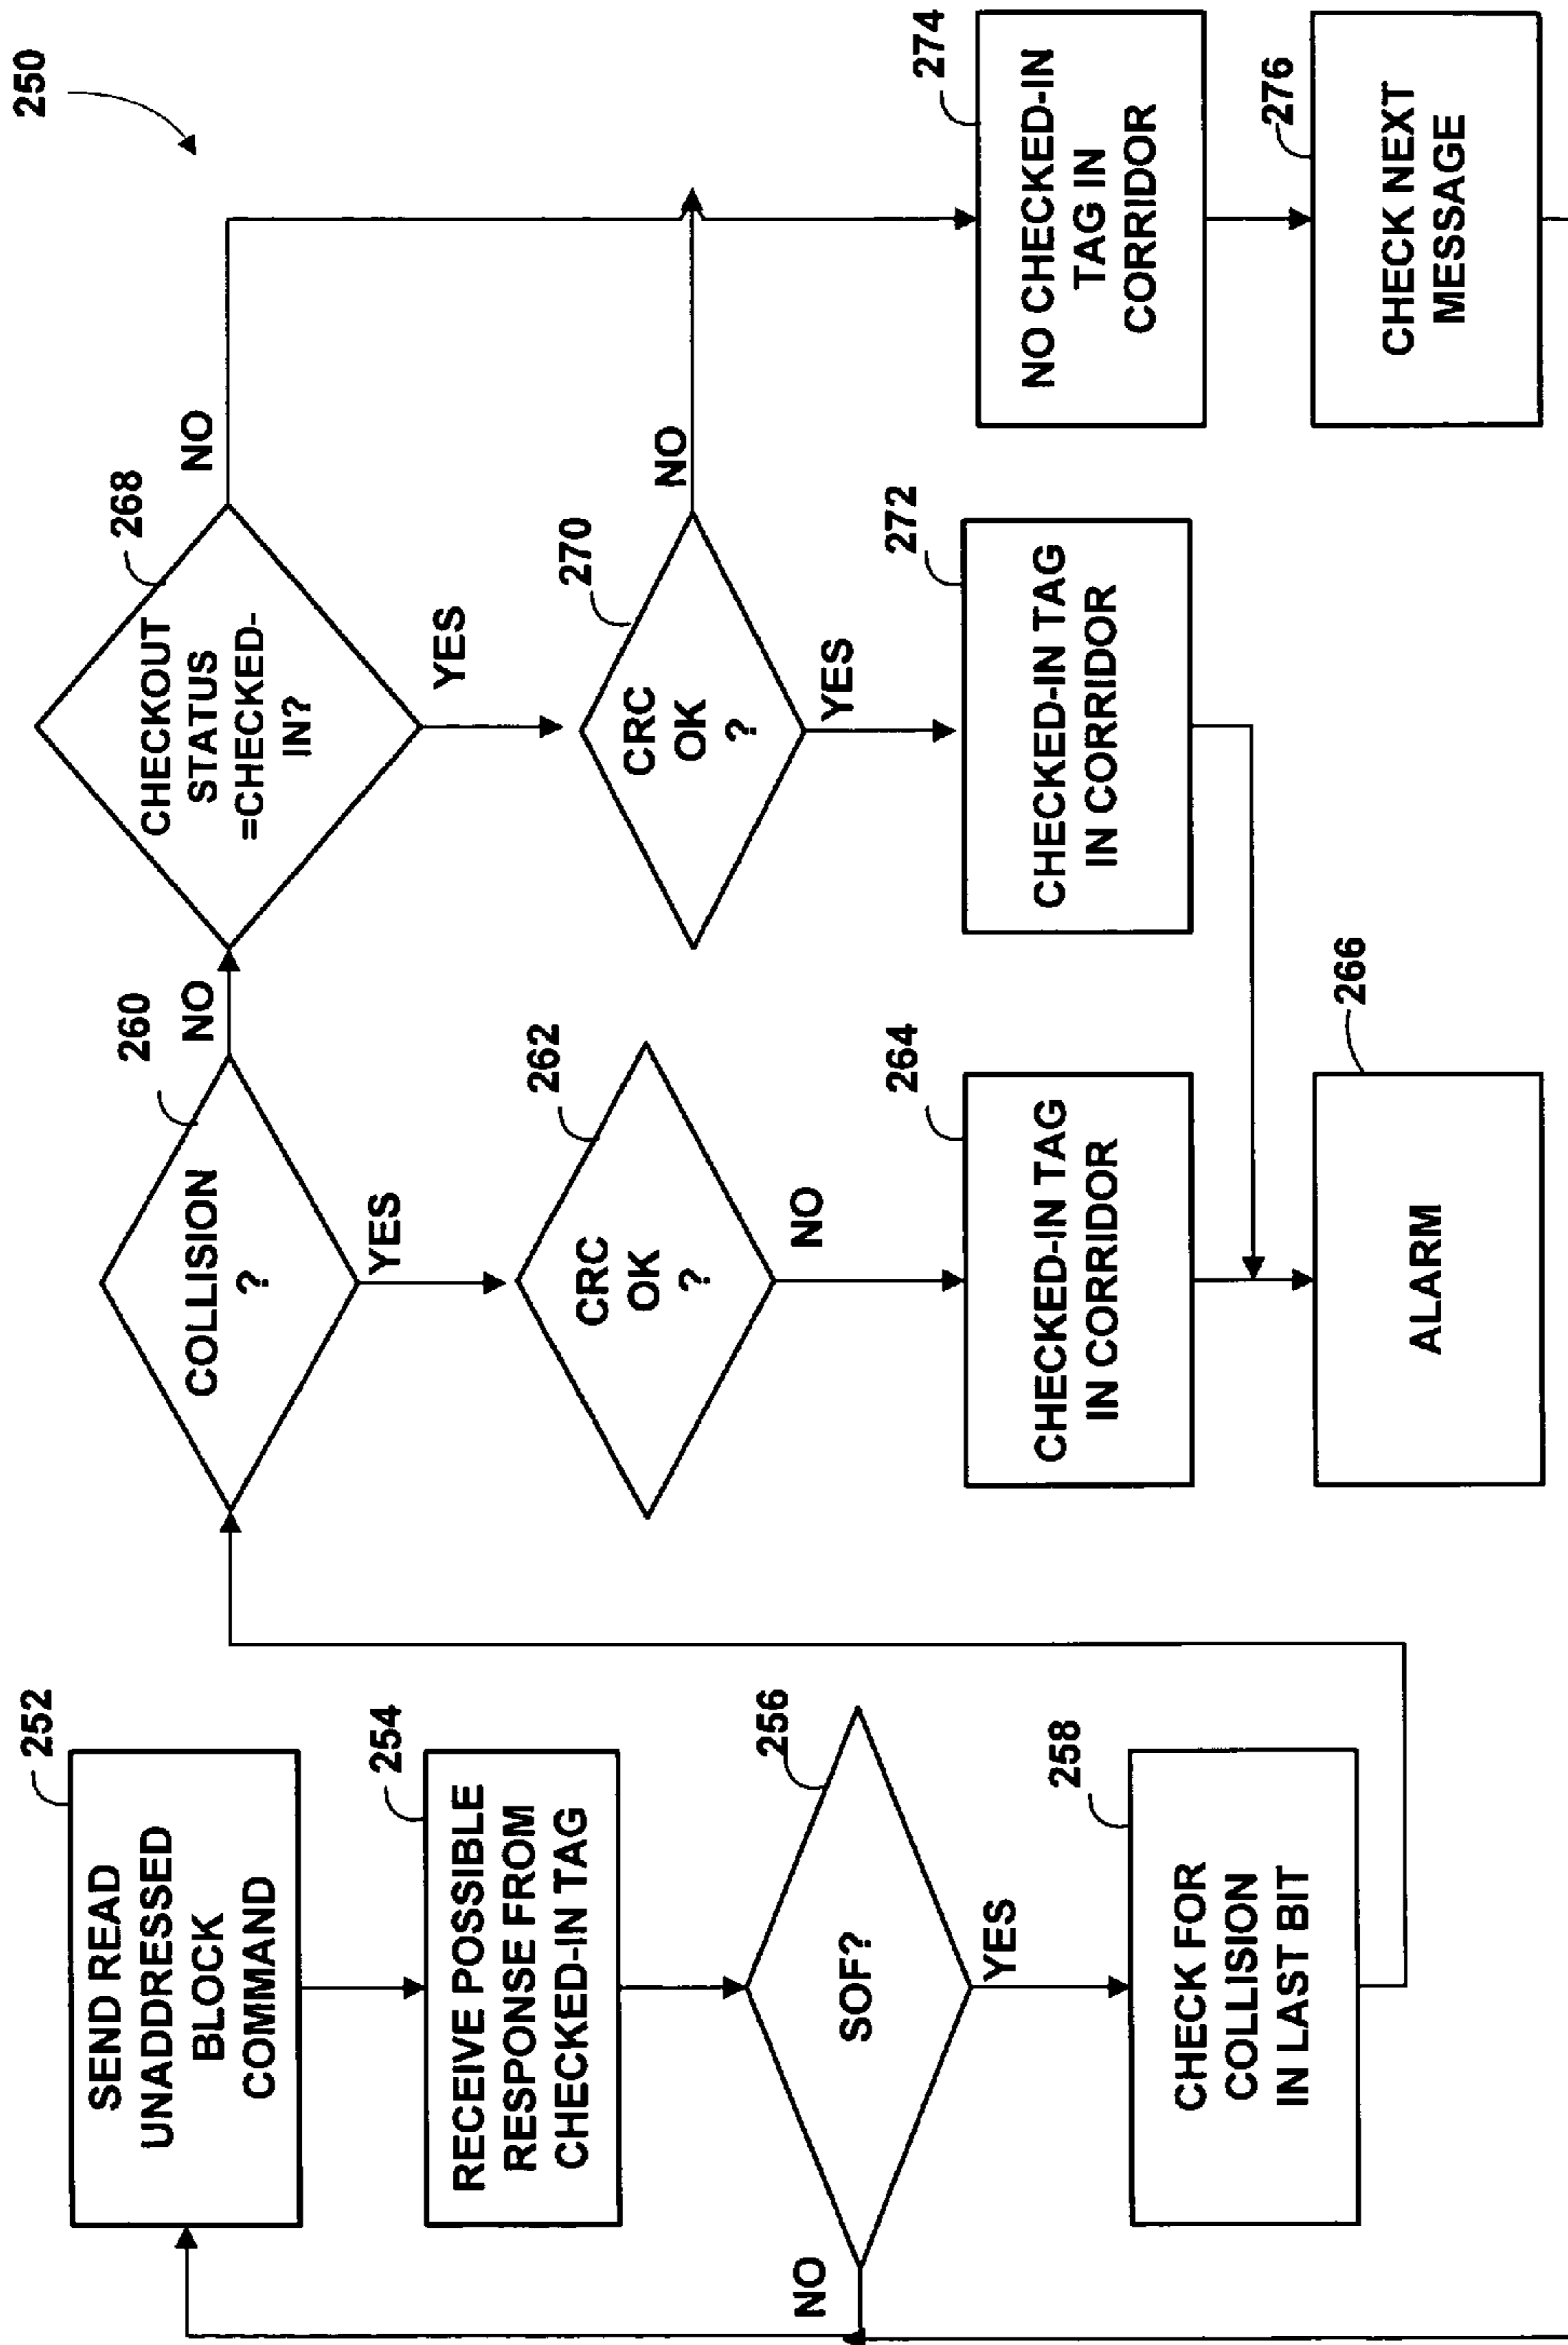 250
252
SEND READ
UNADDRESSED
BLOCK
COMMAND
254
RECEIVE POSSIBLE
RESPONSE FROM
CHECKED-IN TAG
256
SOF?
NO
YES
258
CHECK FOR
COLLISION
IN LAST BIT
260
COLLISION
?
NO
YES
262
CRC
OK
?
NO
264
CHECKED-IN TAG
IN CORRIDOR
266
ALARM
268
CHECKOUT
STATUS
=CHECKED-
IN?
NO
YES
270
CRC
OK
?
NO
YES
272
CHECKED-IN TAG
IN CORRIDOR
274
NO CHECKED-IN
TAG IN
CORRIDOR
276
CHECK NEXT
MESSAGE